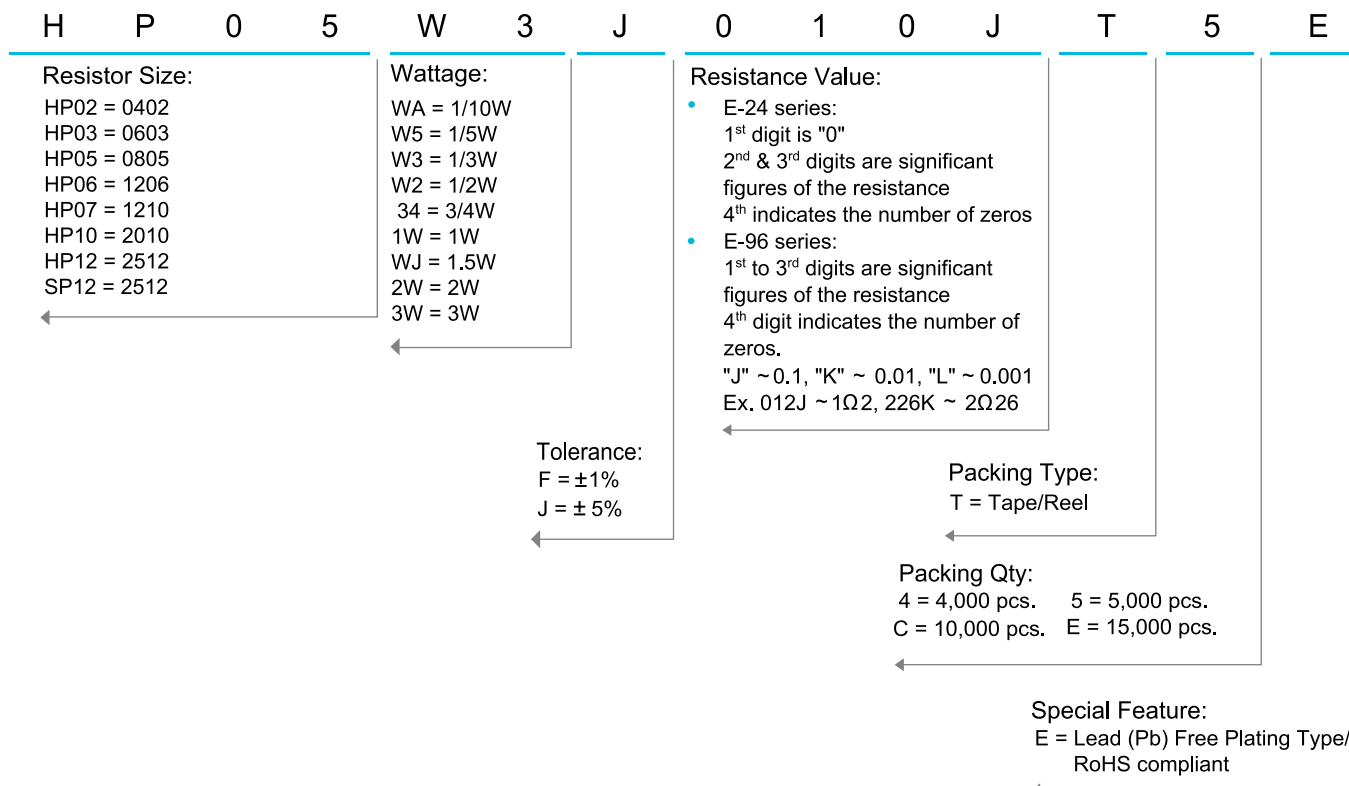 H P 0 5 W 3 J 0 1 0 J T 5 E
Resistor Size:
HP02 = 0402
HP03 = 0603
HP05 = 0805
HP06 = 1206
HP07 = 1210
HP10 = 2010
HP12 = 2512
SP12 = 2512
Wattage:
WA = 1/10W
W5 = 1/5W
W3 = 1/3W
W2 = 1/2W
34 = 3/4W
1W = 1W
WJ = 1.5W
2W = 2W
3W = 3W
Resistance Value:
• E-24 series:
1st digit is "0"
2nd & 3rd digits are significant
figures of the resistance
4th indicates the number of zeros
• E-96 series:
1st to 3rd digits are significant
figures of the resistance
4th digit indicates the number of
zeros.
"J" ~ 0.1, "K" ~ 0.01, "L" ~ 0.001
Ex. 012J ~ 1Ω2, 226K ~ 2Ω26
Tolerance:
F = ±1%
J = ± 5%
Packing Type:
T = Tape/Reel
Packing Qty:
4 = 4,000 pcs. 5 = 5,000 pcs.
C = 10,000 pcs. E = 15,000 pcs.
Special Feature:
E = Lead (Pb) Free Plating Type/
RoHS compliant